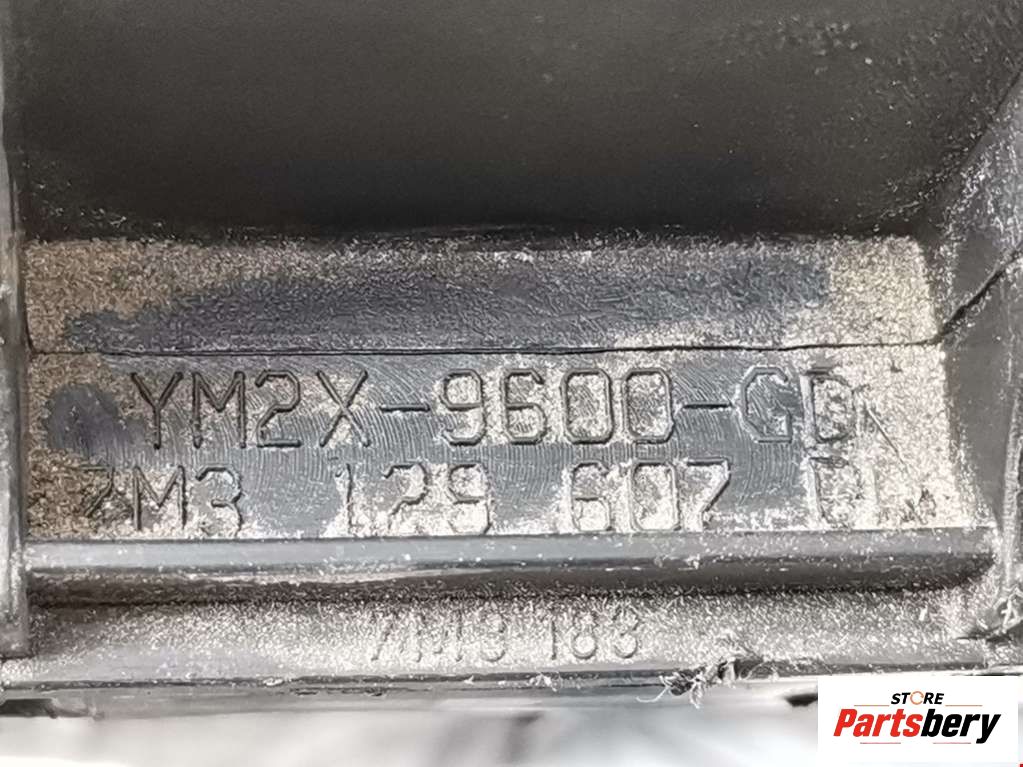 YM2X-9600-GD
7M3 129 607 D
7M3 183
STORE
Partsbery